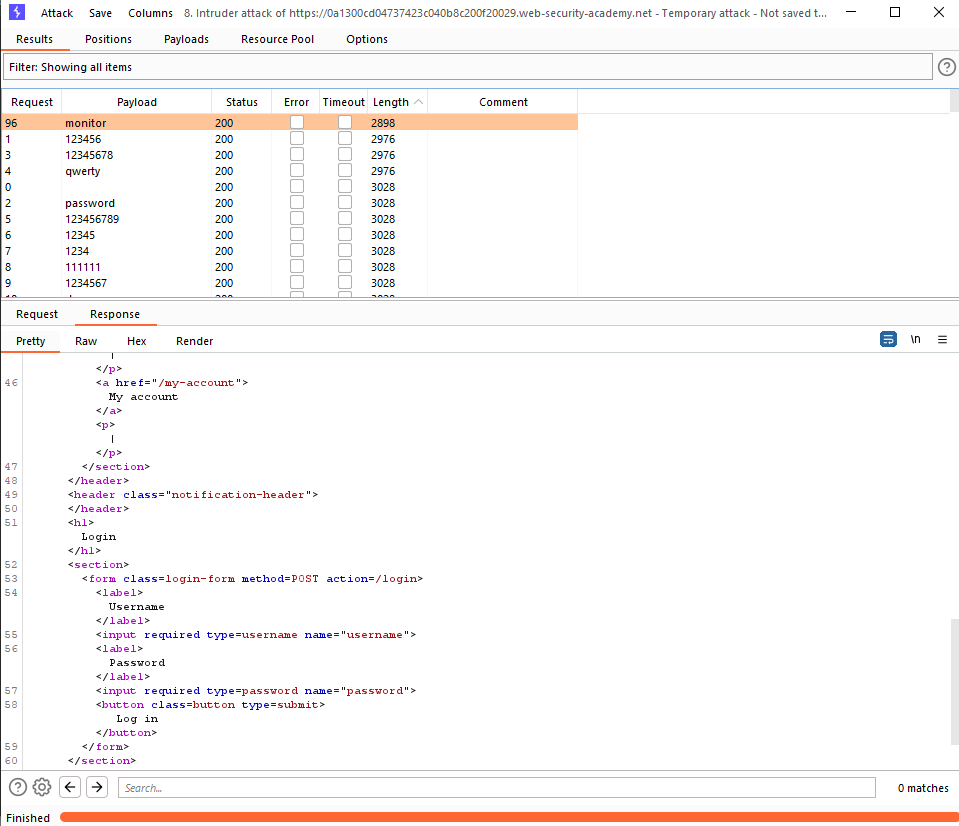 Attack Save Columns 8. Intruder attack of https://0a1300cd04737423c040b8c200f20029.web-security-academy.net - Temporary attack - Not saved t...
Results Positions Payloads Resource Pool Options
Filter: Showing all items
Request Payload Status Error Timeout Length Comment
96 monitor 200 2898
1 123456 200 2976
3 12345678 200 2976
4 qwerty 200 2976
0 200 3028
2 password 200 3028
5 123456789 200 3028
6 12345 200 3028
7 1234 200 3028
8 111111 200 3028
9 1234567 200 3028
Request Response
Pretty Raw Hex Render \n
|
</p>
46 <a href="/my-account">
My account
</a>
<p>
|
</p>
47 </section>
48 </header>
49 <header class="notification-header">
50 </header>
51 <h1>
Login
</h1>
52 <section>
53 <form class=login-form method=POST action=/login>
54 <label>
Username
</label>
55 <input required type=username name="username">
56 <label>
Password
</label>
57 <input required type=password name="password">
58 <button class=button type=submit>
Log in
</button>
59 </form>
60 </section>
Search... 0 matches
Finished